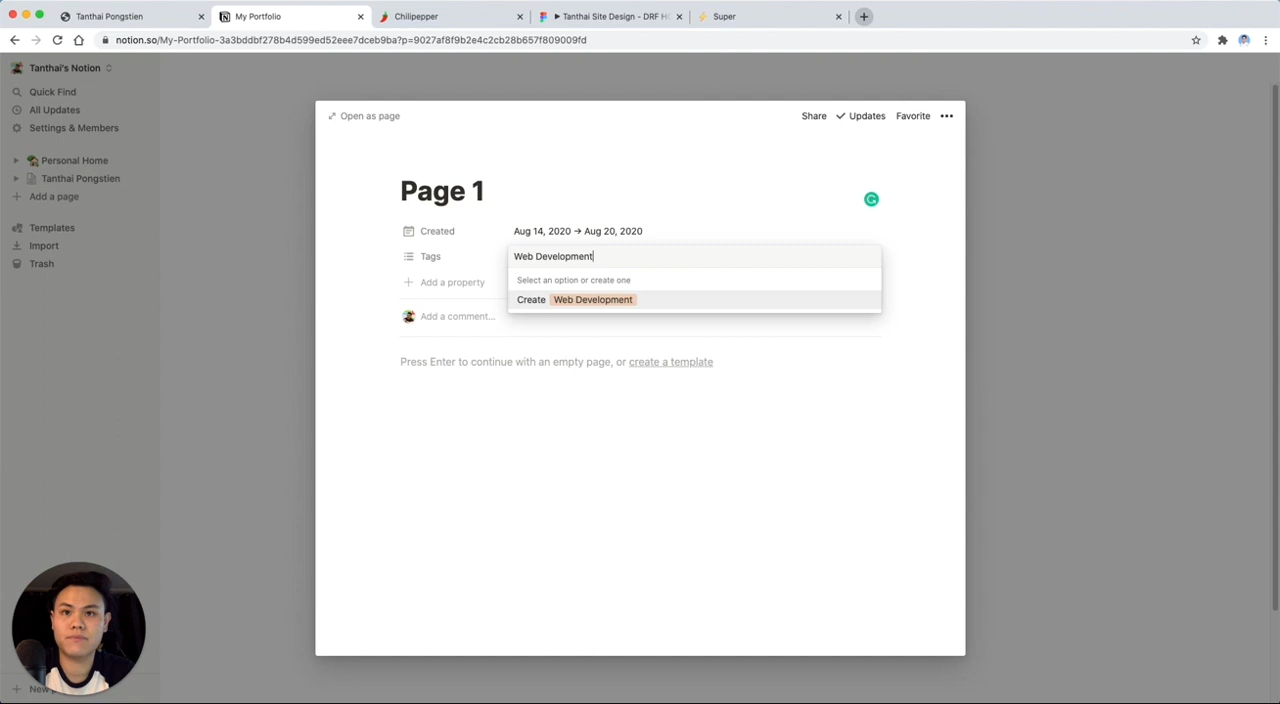 Tanthai Pongstien
My Portfolio
Chilipepper
Tanthai Site Design - DRF H
Super
notion.so/My-Portfolio-3a3bddbf278b4d599ed52eee7dceb9ba?p=9027af8f9b2e4c2cb28b657f809009fd
Tanthai's Notion
Quick Find
All Updates
Settings & Members
Personal Home
Tanthai Pongstien
Add a page
Templates
Import
Trash
New
Open as page
Share
Updates
Favorite
Page 1
Created
Aug 14, 2020 → Aug 20, 2020
Tags
Web Development
Select an option or create one
Add a property
Create Web Development
Add a comment...
Press Enter to continue with an empty page, or create a template